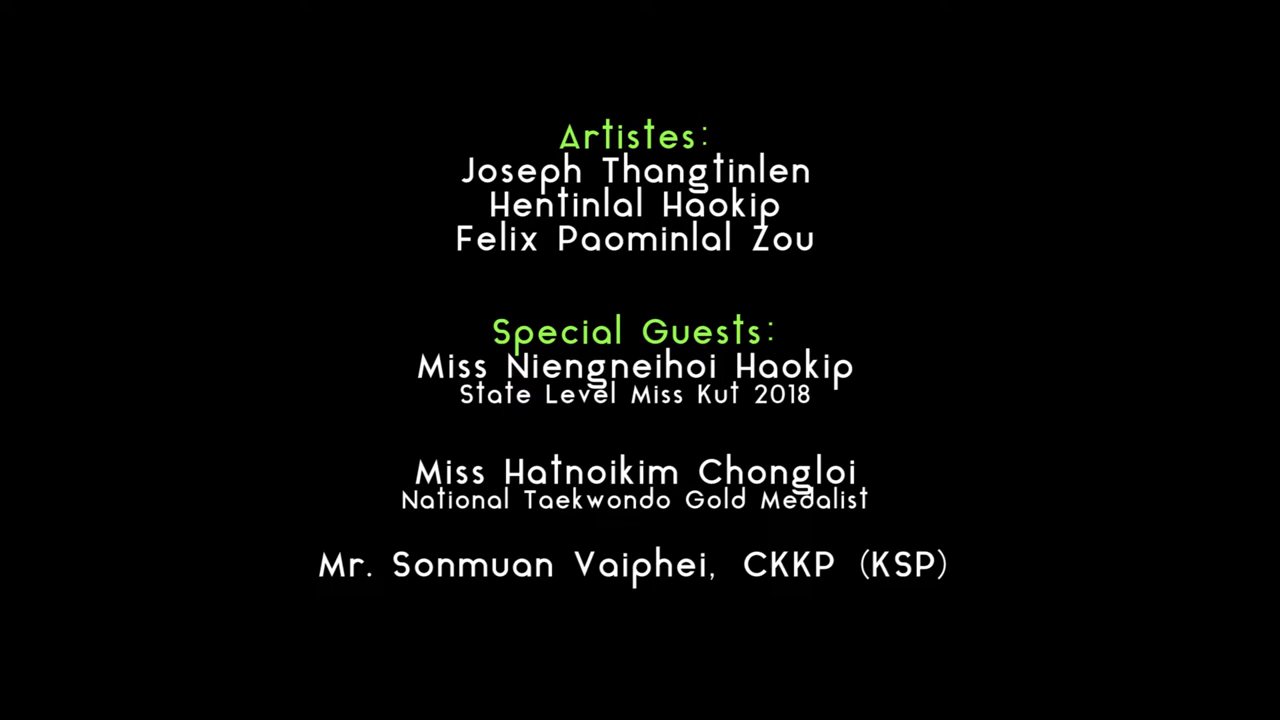 Artistes:
Joseph Thangtinlen
Hentinlal Haokip
Felix Paominlal Zou
Special Guests:
Miss Niengneihoi Haokip
State Level Miss Kut 2018
Miss Hatnoikim Chongloi
National Taekwondo Gold Medalist
Mr. Sonmuan Vaiphei, CKKP (KSP)